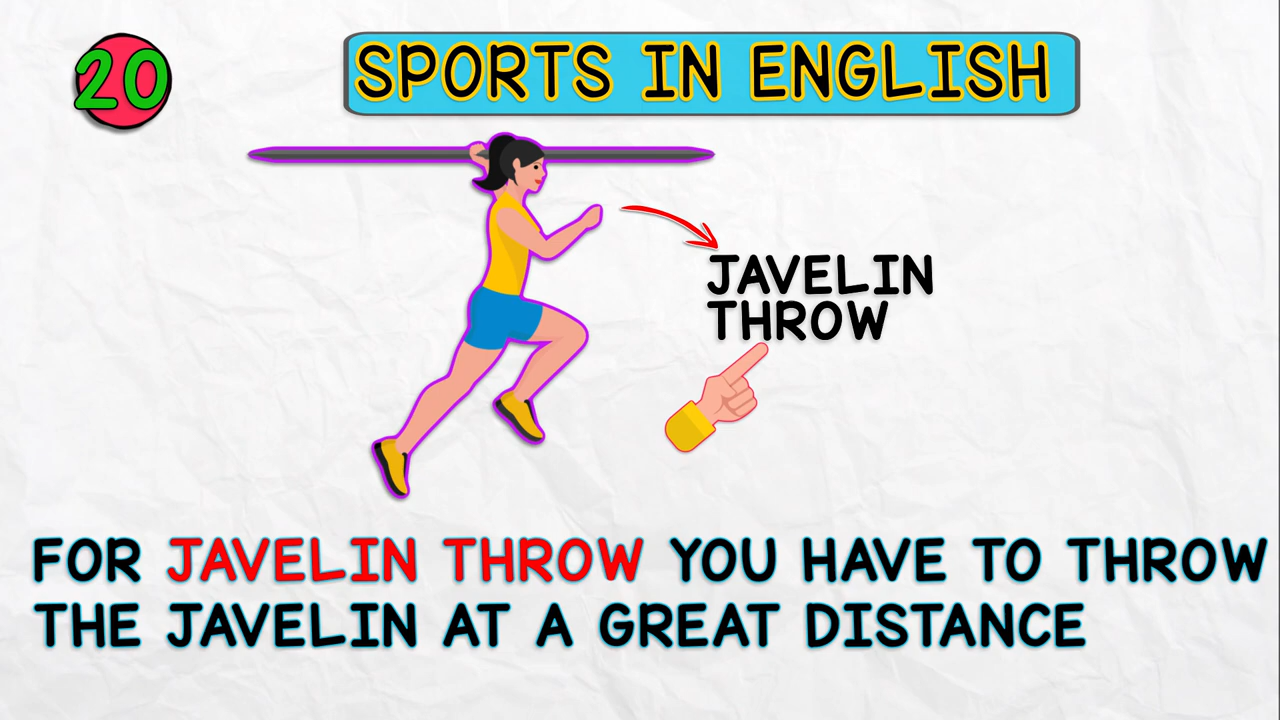 20
SPORTS IN ENGLISH
JAVELIN
THROW
FOR JAVELIN THROW YOU HAVE TO THROW
THE JAVELIN AT A GREAT DISTANCE